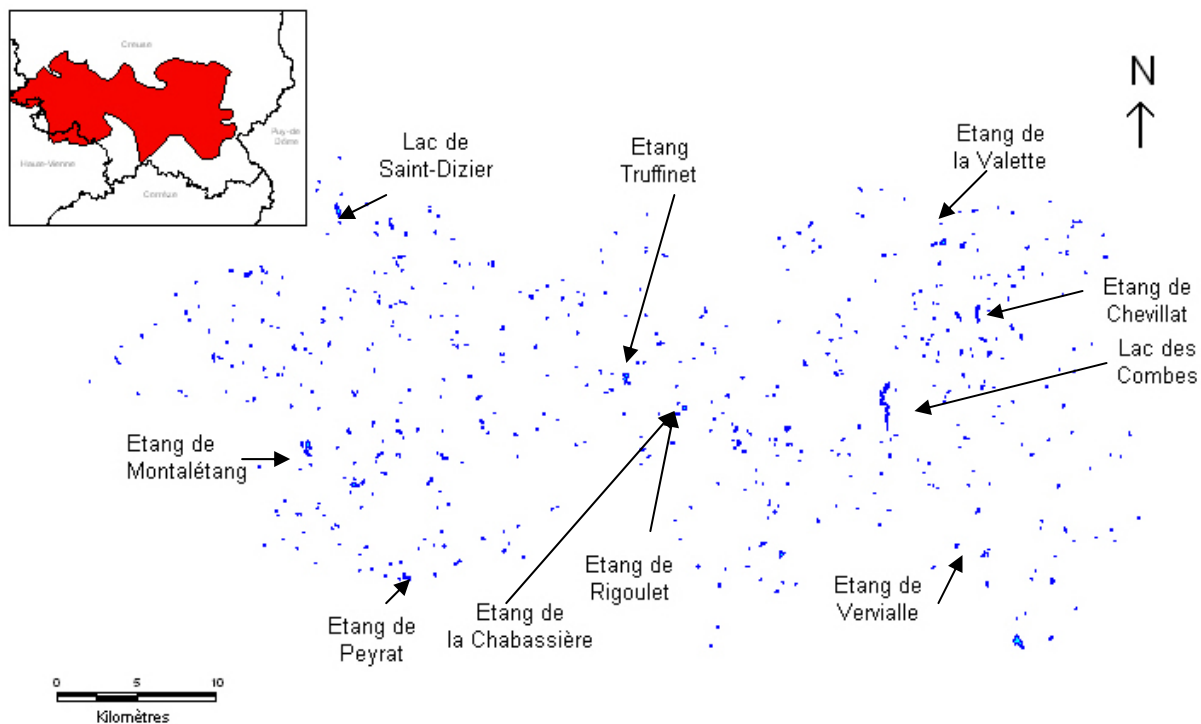 Creuse
Puy-de
Dôme
Haute-Vienne
Corrèze
N
Lac de
Saint-Dizier
Etang
Truffinet
Etang de
la Valette
Etang de
Chevillat
Lac des
Combes
Etang de
Montalétang
Etang de
Rigoulet
Etang de
Vervialle
Etang de
la Chabassière
Etang de
Peyrat
0 5 10
Kilomètres